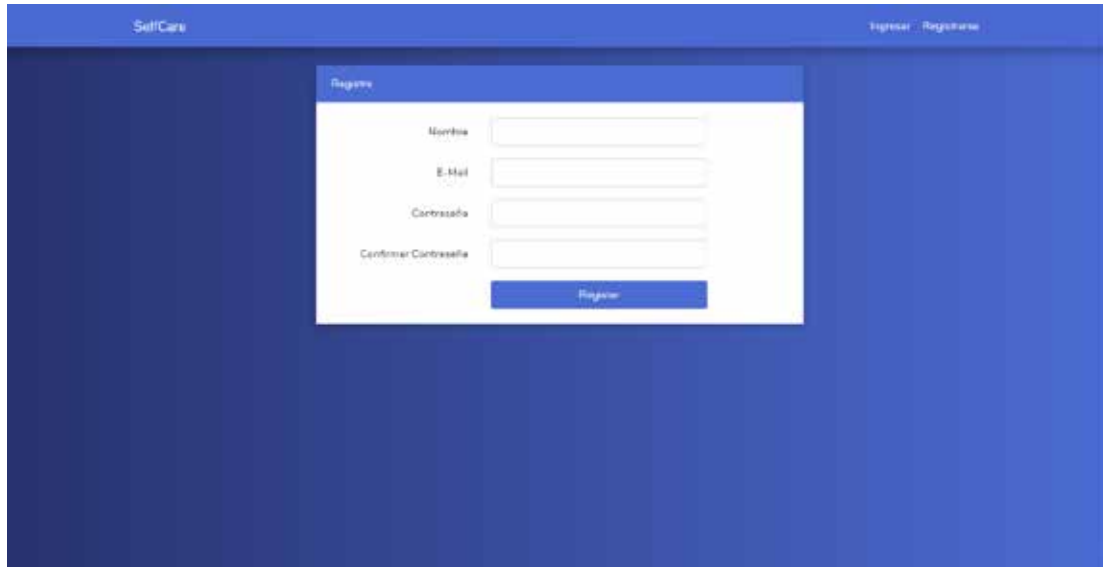 SelfCare
Ingresar Registrarse
Registro
Nombre
E-Mail
Contraseña
Confirmar Contraseña
Registrar